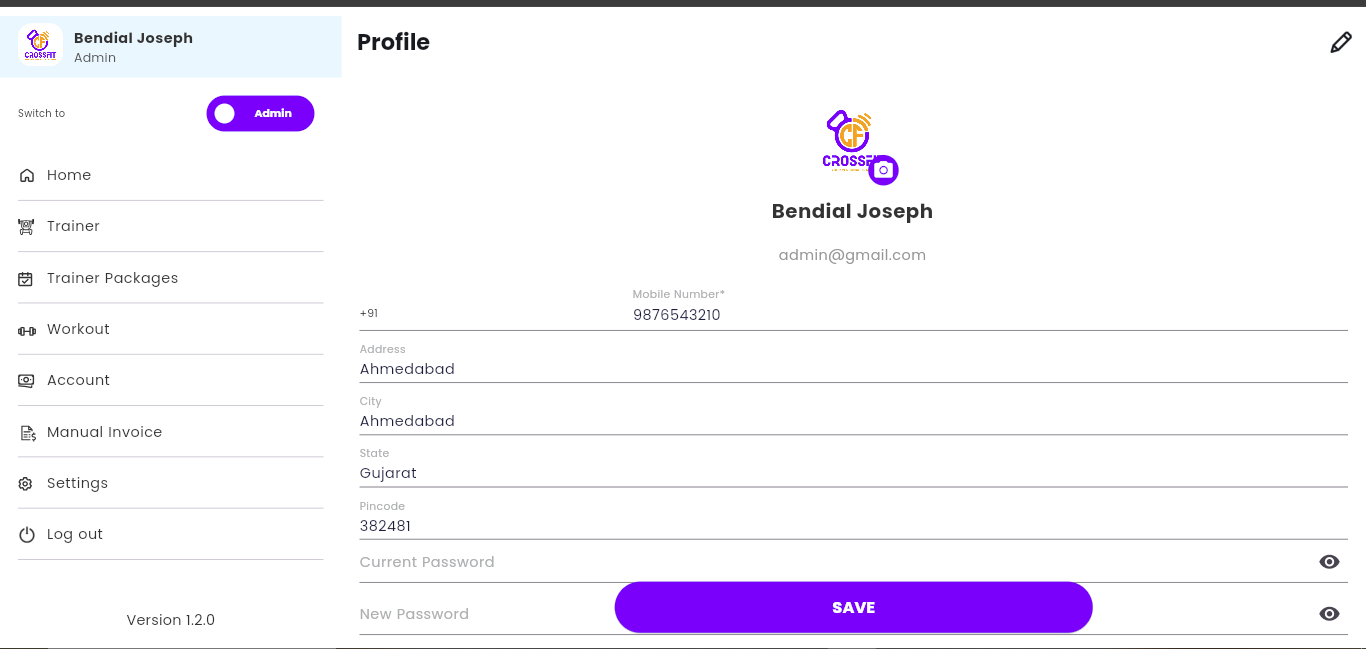 CF
CROSSFIT
Bendial Joseph
Admin
Switch to
Admin
Home
Trainer
Trainer Packages
Workout
Account
Manual Invoice
Settings
Log out
Version 1.2.0
Profile
CF
Bendial Joseph
admin@gmail.com
+91
Mobile Number*
9876543210
Address
Ahmedabad
City
Ahmedabad
State
Gujarat
Pincode
382481
Current Password
New Password
SAVE